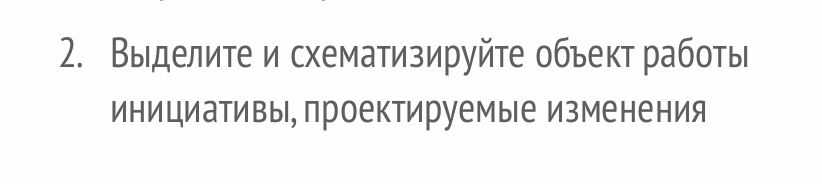 2. Выделите и схематизируйте объект работы
инициативы, проектируемые изменения